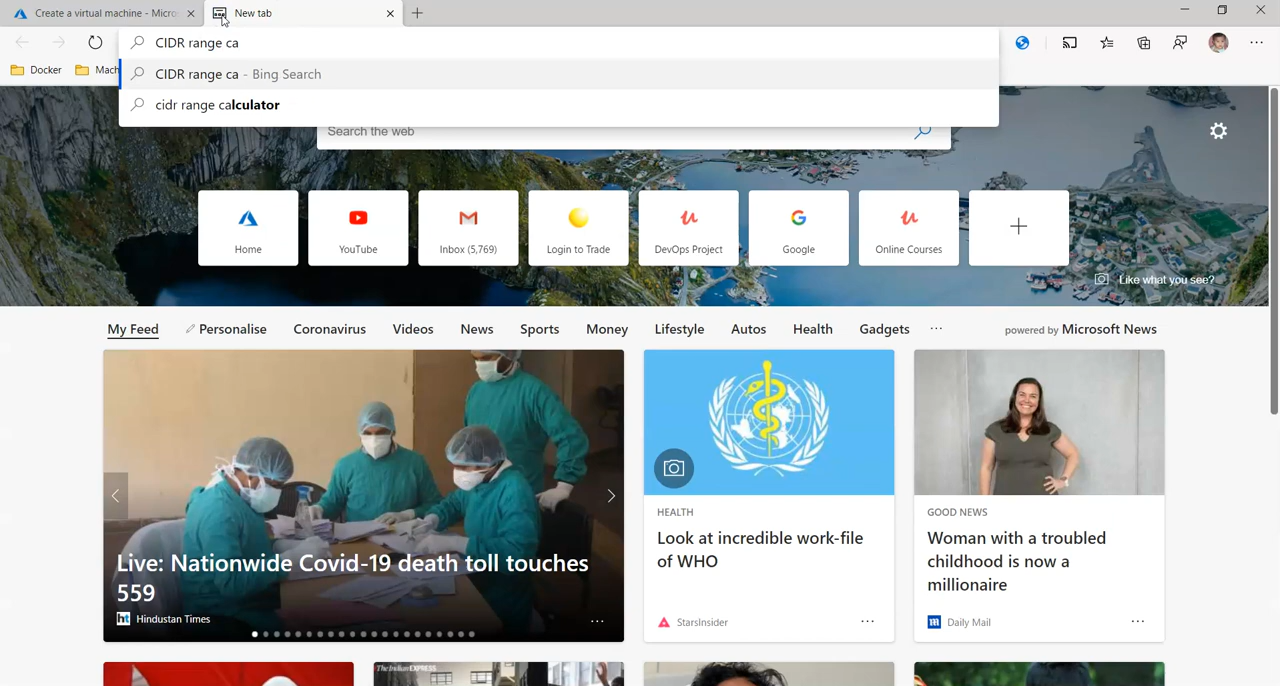 Create a virtual machine - Micro
New tab
CIDR range ca
Docker
Mach
CIDR range ca - Bing Search
cidr range calculator
Search the web
Home
YouTube
Inbox (5,769)
Login to Trade
DevOps Project
Google
Online Courses
Like what you see?
My Feed
Personalise
Coronavirus
Videos
News
Sports
Money
Lifestyle
Autos
Health
Gadgets
powered by Microsoft News
Live: Nationwide Covid-19 death toll touches
559
ht Hindustan Times
HEALTH
Look at incredible work-file
of WHO
StarsInsider
GOOD NEWS
Woman with a troubled
childhood is now a
millionaire
Daily Mail
The Indian EXPRESS